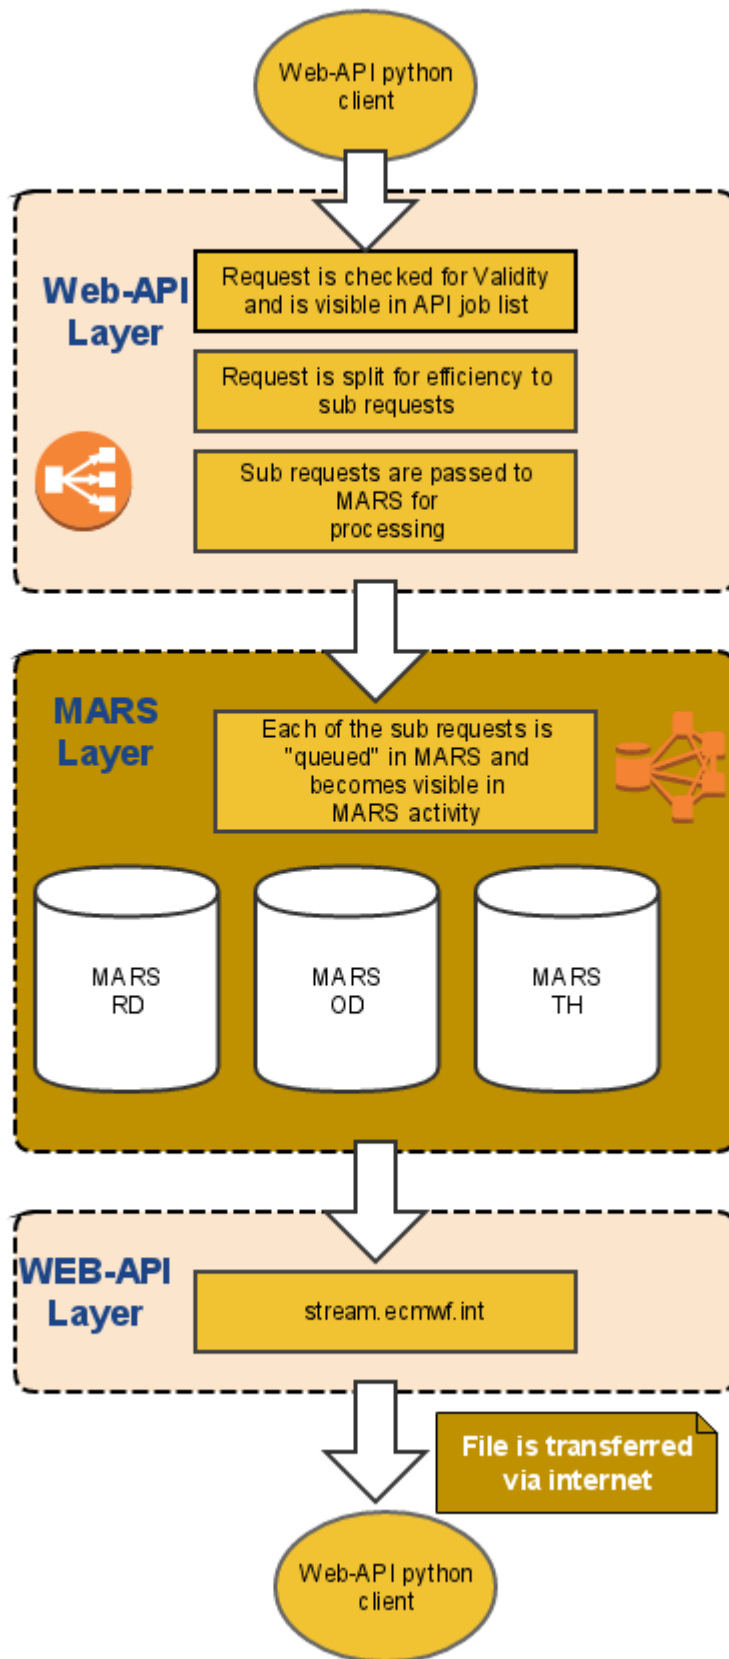 Web-API python
client
Web-API
Layer
Request is checked for Validity
and is visible in API job list
Request is split for efficiency to
sub requests
Sub requests are passed to
MARS for
processing
MARS
Layer
Each of the sub requests is
"queued" in MARS and
becomes visible in
MARS activity
MARS
RD
MARS
OD
MARS
TH
WEB-API
Layer
stream.ecmwf.int
File is transferred
via internet
Web-API python
client